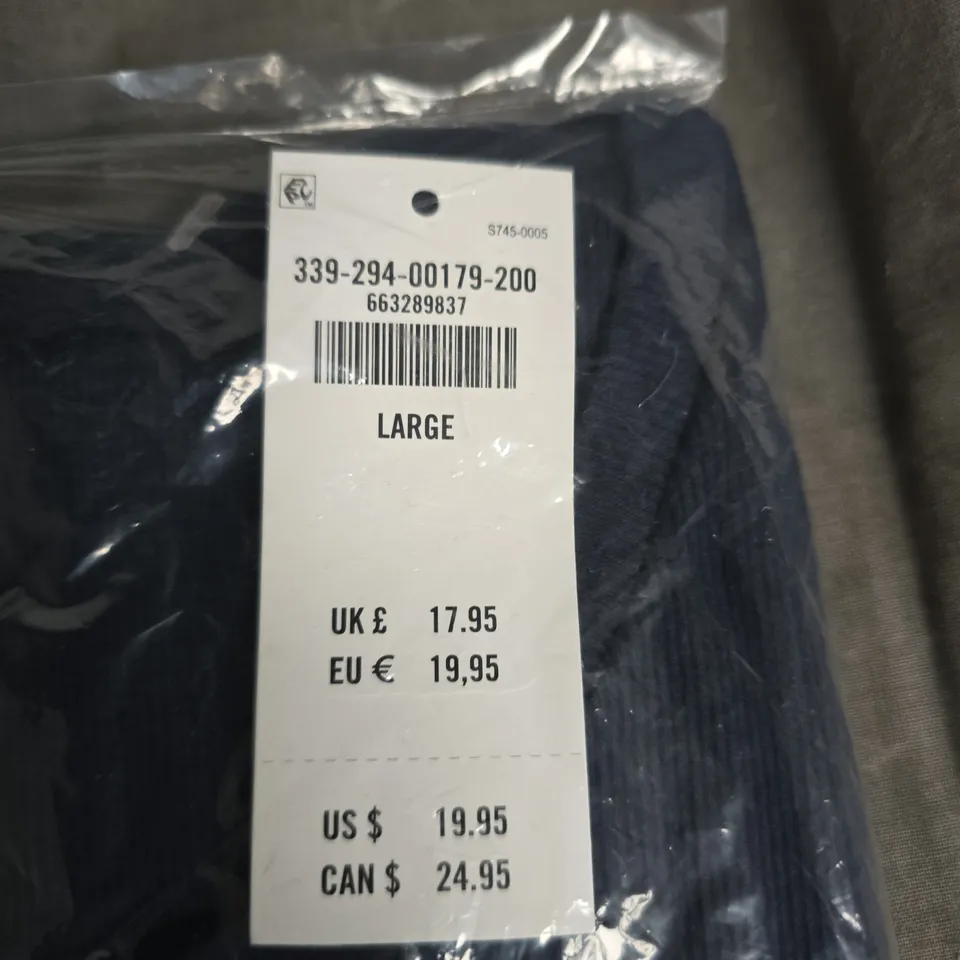 S745-0005
339-294-00179-200
663289837
LARGE
UK £ 17.95
EU € 19,95
US $ 19.95
CAN $ 24.95